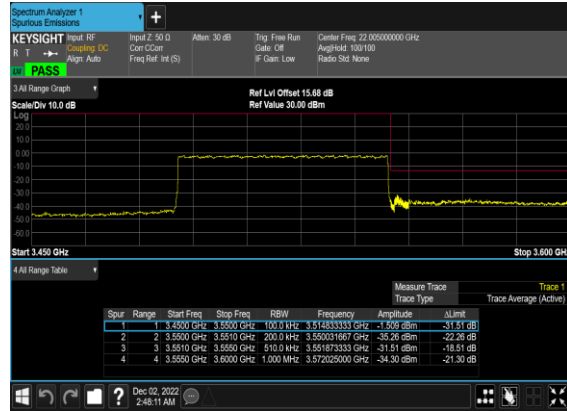 Spectrum Analyzer 1
Spurious Emissions
+
KEYSIGHT Input: RF Input Z: 50 Ω Atten: 30 dB Trig: Free Run Center Freq: 22.005000000 GHz
R T Coupling: DC Corr CCorr Gate: Off Avg|Hold: 100/100
Align: Auto Freq Ref: Int (S) IF Gain: Low Radio Std: None
PASS
3 All Range Graph Ref Lvl Offset 15.68 dB
Scale/Div 10.0 dB Ref Value 30.00 dBm
Log
20.0
10.0
0.00
-10.0
-20.0
-30.0
-40.0
-50.0
-60.0
Start 3.450 GHz Stop 3.600 GH
4 All Range Table
Measure Trace Trace 1
Trace Type Trace Average (Active)
Spur Range Start Freq Stop Freq RBW Frequency Amplitude ΔLimit
1 1 3.4500 GHz 3.5500 GHz 100.0 kHz 3.514833333 GHz -1.509 dBm -31.51 dB
2 2 3.5500 GHz 3.5510 GHz 200.0 kHz 3.550031667 GHz -35.26 dBm -22.26 dB
3 3 3.5510 GHz 3.5550 GHz 510.0 kHz 3.551873333 GHz -31.51 dBm -18.51 dB
4 4 3.5550 GHz 3.6000 GHz 1.000 MHz 3.572025000 GHz -34.30 dBm -21.30 dB
? Dec 02, 2022
2:48:11 AM